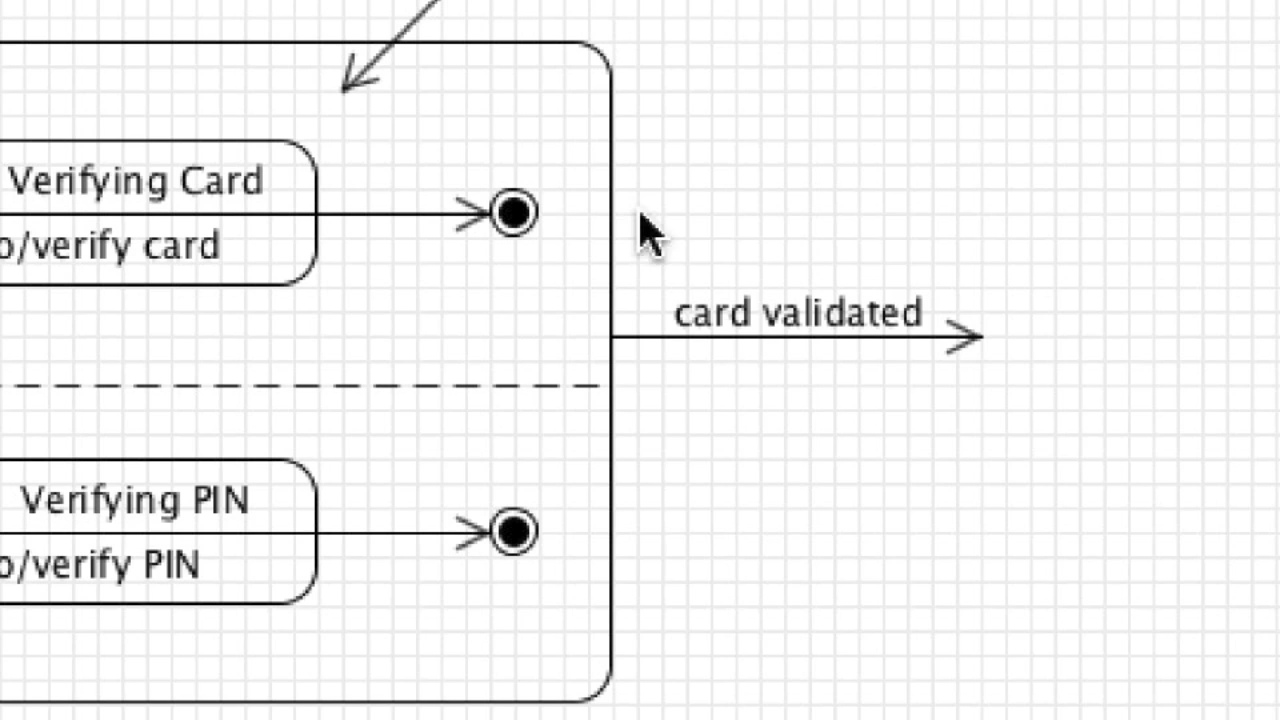 Verifying Card
o/verify card
card validated
Verifying PIN
o/verify PIN